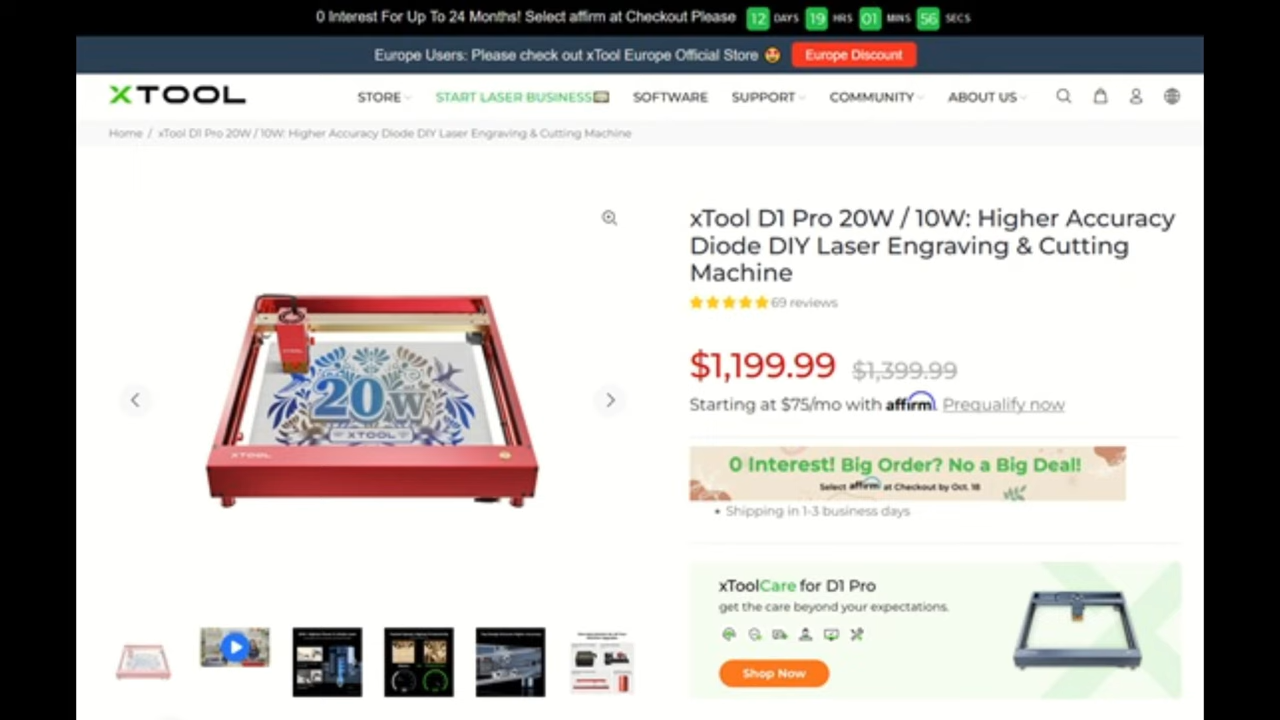 0 Interest For Up To 24 Months! Select affirm at Checkout Please 12 DAYS 19 HRS 01 MINS 56 SECS
Europe Users: Please check out xTool Europe Official Store Europe Discount
XTOOL STORE START LASER BUSINESS SOFTWARE SUPPORT COMMUNITY ABOUT US
Home / xTool D1 Pro 20W / 10W: Higher Accuracy Diode DIY Laser Engraving & Cutting Machine
xTool D1 Pro 20W / 10W: Higher Accuracy
Diode DIY Laser Engraving & Cutting
Machine
69 reviews
$1,199.99 $1,399.99
Starting at $75/mo with affirm. Prequalify now
0 Interest! Big Order? No a Big Deal!
Select affirm at Checkout by Oct. 18
• Shipping in 1-3 business days
20W
XTOOL
XTOOL
xToolCare for D1 Pro
get the care beyond your expectations.
Shop Now